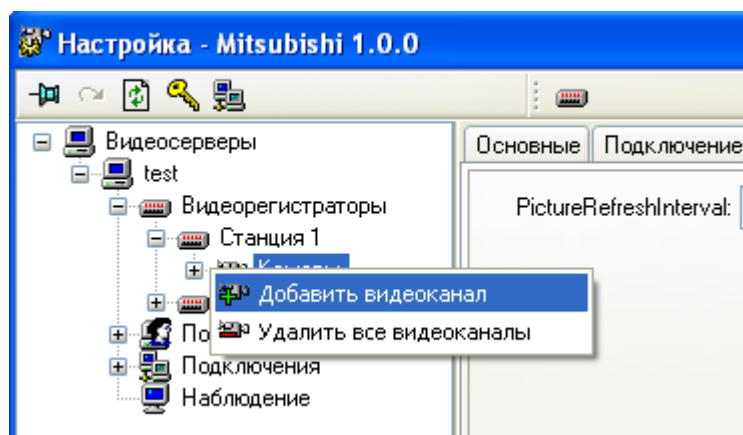 Настройка - Mitsubishi 1.0.0
Видеосерверы
test
Видеорегистраторы
Станция 1
Добавить видеоканал
Удалить все видеоканалы
Подключения
Наблюдение
Основные
Подключение
PictureRefreshInterval: